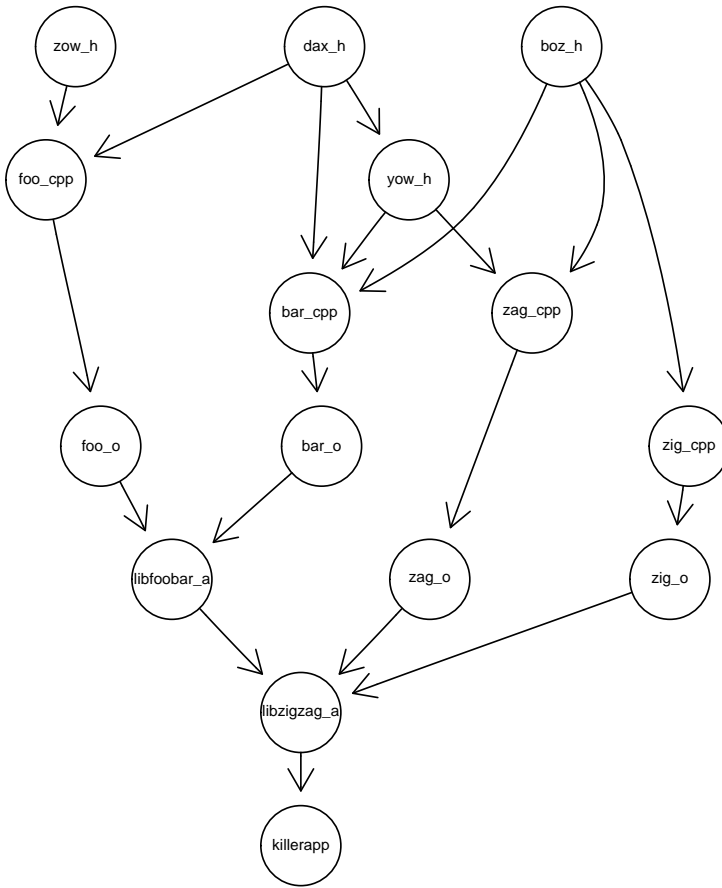 zow_h
dax_h
boz_h
foo_cpp
yow_h
bar_cpp
zag_cpp
foo_o
bar_o
zig_cpp
libfoobar_a
zag_o
zig_o
libzigzag_a
killerapp